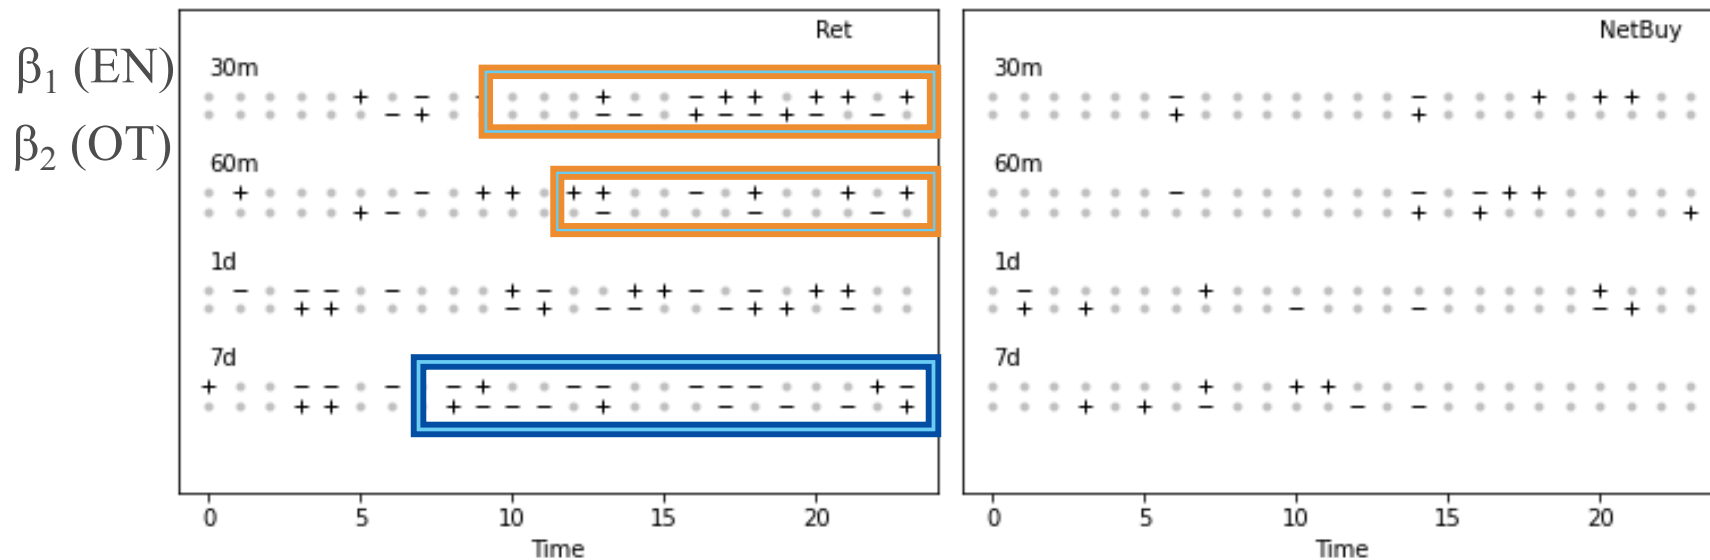 β₁ (EN)
β₂ (OT)
Ret
30m
60m
1d
7d
0 5 10 15 20
Time
NetBuy
30m
60m
1d
7d
0 5 10 15 20
Time